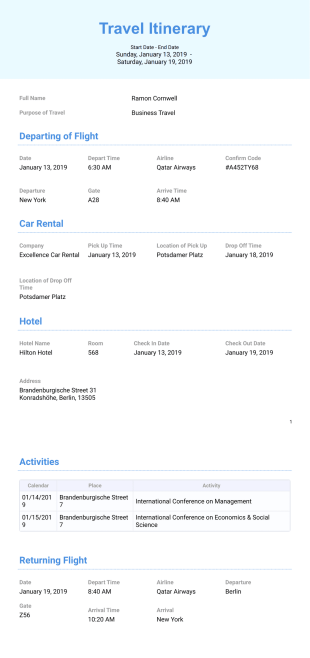 Travel Itinerary
Start Date - End Date
Sunday, January 13, 2019 -
Saturday, January 19, 2019
Full Name Ramon Cornwell
Purpose of Travel Business Travel
Departing of Flight
Date Depart Time Airline Confirm Code
January 13, 2019 6:30 AM Qatar Airways #A452TY68
Departure Gate Arrive Time
New York A28 8:40 AM
Car Rental
Company Pick Up Time Location of Pick Up Drop Off Time
Excellence Car Rental January 13, 2019 Potsdamer Platz January 18, 2019
Location of Drop Off
Time
Potsdamer Platz
Hotel
Hotel Name Room Check In Date Check Out Date
Hilton Hotel 568 January 13, 2019 January 19, 2019
Address
Brandenburgische Street 31
Konradshöhe, Berlin, 13505
1
Activities
Calendar Place Activity
01/14/201
9 Brandenburgische Street
7 International Conference on Management
01/15/201
9 Brandenburgische Street
7 International Conference on Economics & Social
Science
Returning Flight
Date Depart Time Airline Departure
January 19, 2019 8:40 AM Qatar Airways Berlin
Gate Arrival Time Arrival
Z56 10:20 AM New York